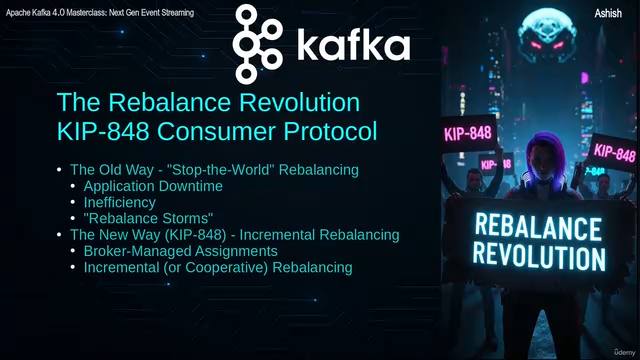 Apache Kafka 4.0 Masterclass: Next Gen Event Streaming
Ashish
kafka
The Rebalance Revolution
KIP-848 Consumer Protocol
• The Old Way - "Stop-the-World" Rebalancing
• Application Downtime
• Inefficiency
• "Rebalance Storms"
• The New Way (KIP-848) - Incremental Rebalancing
• Broker-Managed Assignments
• Incremental (or Cooperative) Rebalancing
KIP-848
KIP-848
KIP-848
REBALANCE
REVOLUTION
udemy